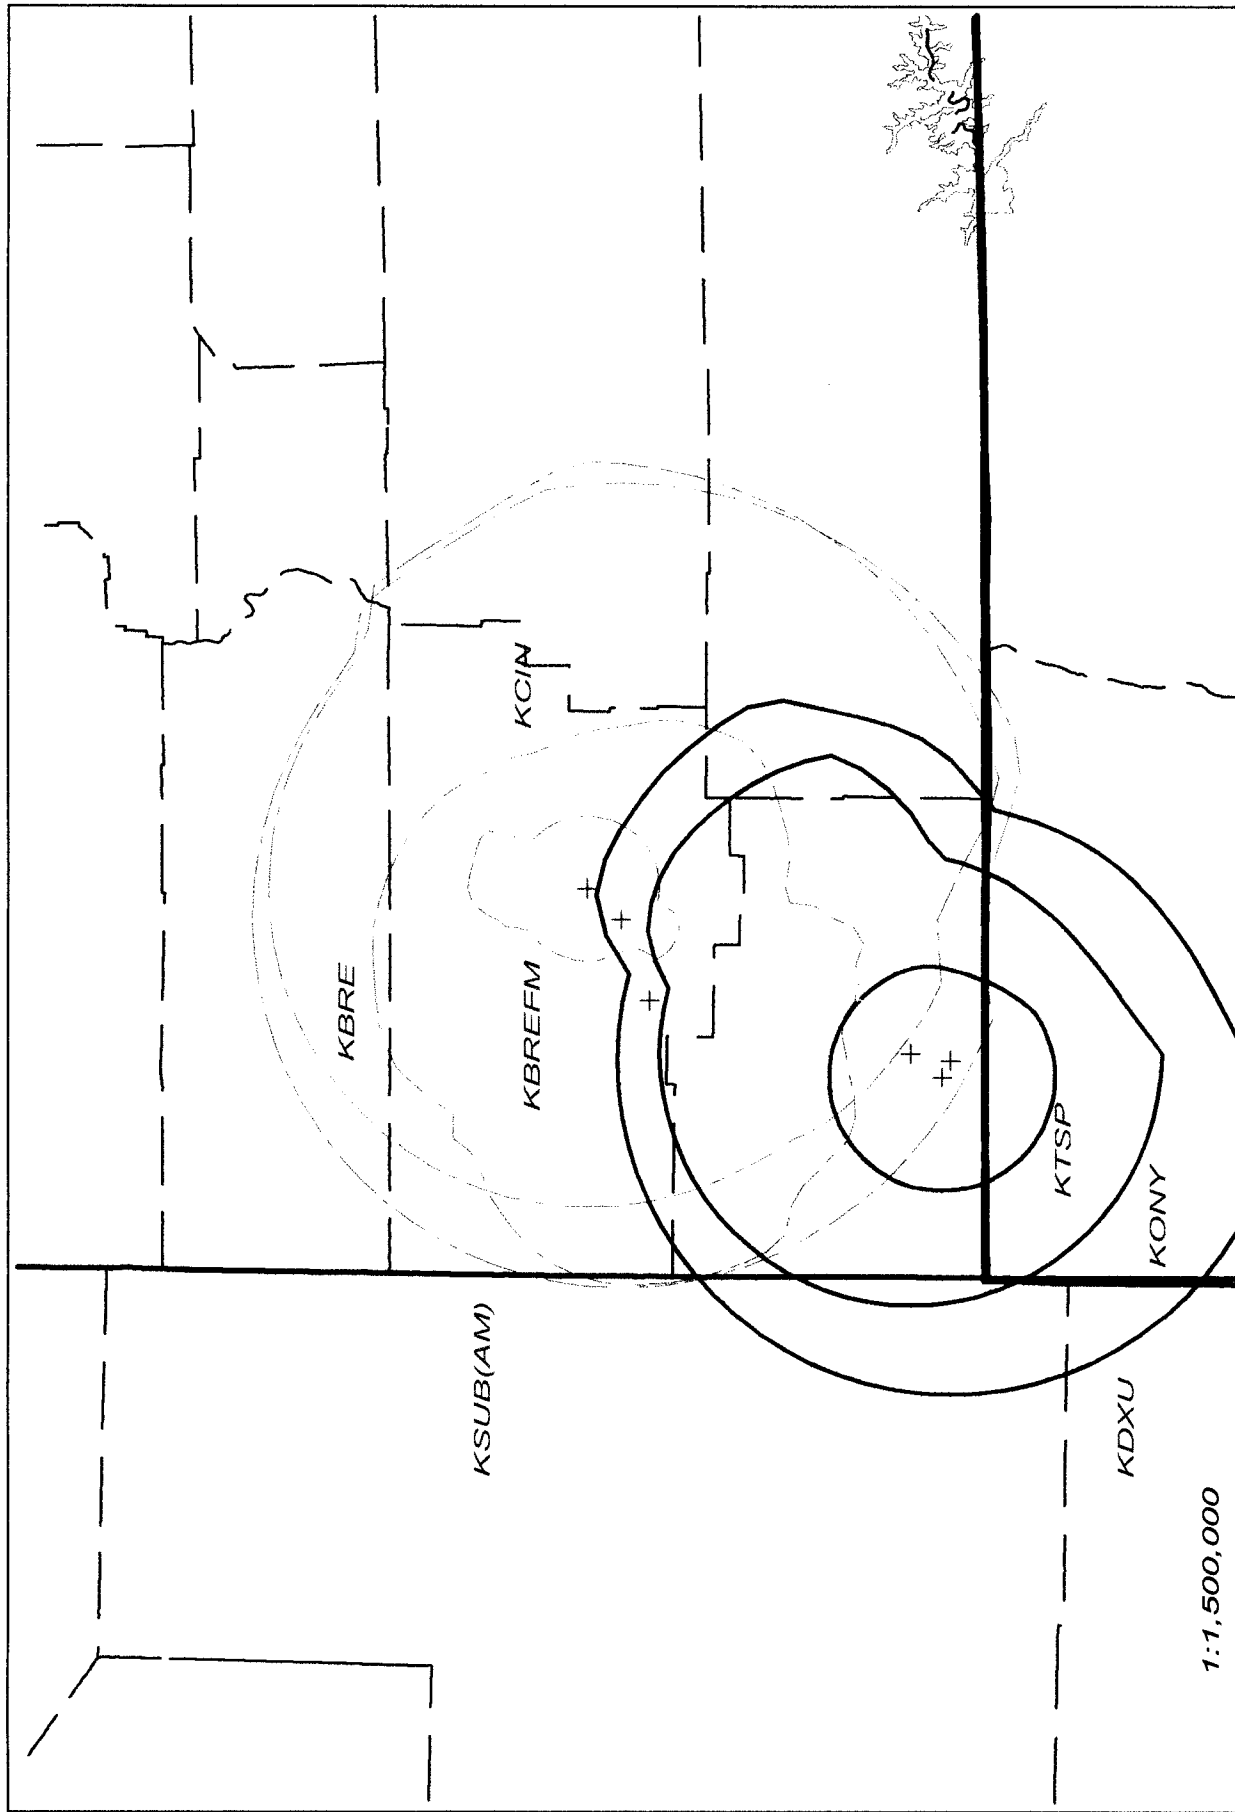 KCIN
KBRE
KBREFM
KTSP
KONY
KSUB(AM)
KDXU
1:1,500,000